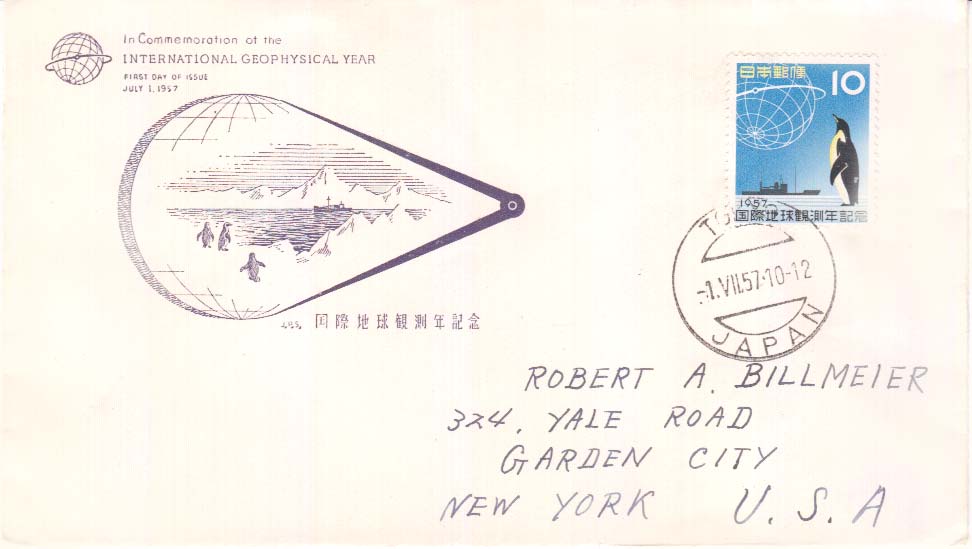 In Commemoration of the
INTERNATIONAL GEOPHYSICAL YEAR
FIRST DAY OF ISSUE
JULY 1, 1957
日本郵便 10
1957
国際地球観測年記念
-1.VII.57.10-12
JAPAN
国際地球観測年記念
ROBERT A. BILLMEIER
324, YALE ROAD
GARDEN CITY
NEW YORK U.S.A